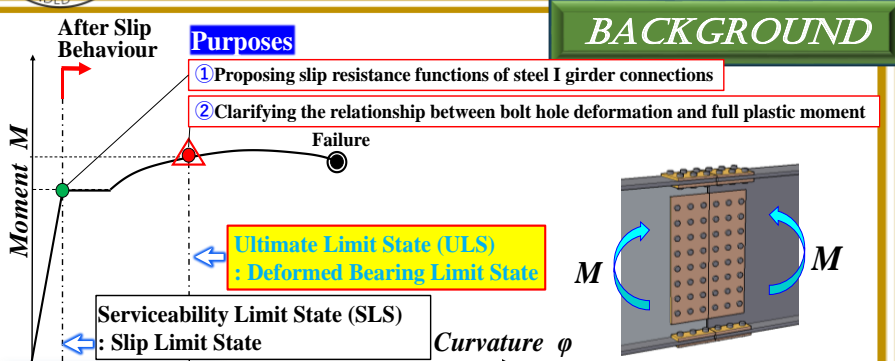 DED
BACKGROUND
After Slip
Behaviour
Purposes
①Proposing slip resistance functions of steel I girder connections
②Clarifying the relationship between bolt hole deformation and full plastic moment
Failure
Moment M
Ultimate Limit State (ULS)
: Deformed Bearing Limit State
M
M
Serviceability Limit State (SLS)
: Slip Limit State
Curvature φ